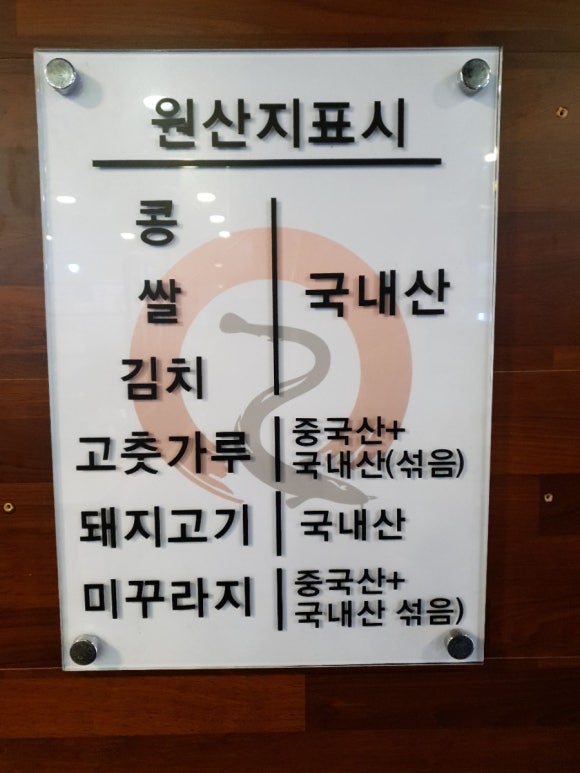 원산지표시
콩
쌀
김치
국내산
고춧가루
중국산+
국내산(섞음)
돼지고기
국내산
미꾸라지
중국산+
국내산 섞음)